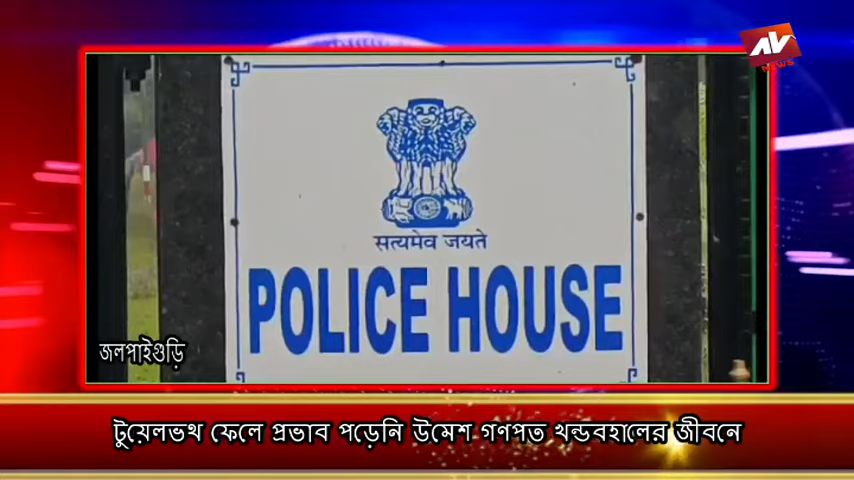 AV
NEWS
सत्यमेव जयते
POLICE HOUSE
জলপাইগুড়ি
টুয়েলভথ ফেলে প্রভাব পড়েনি উমেশ গণপত খন্ডবহালের জীবনে